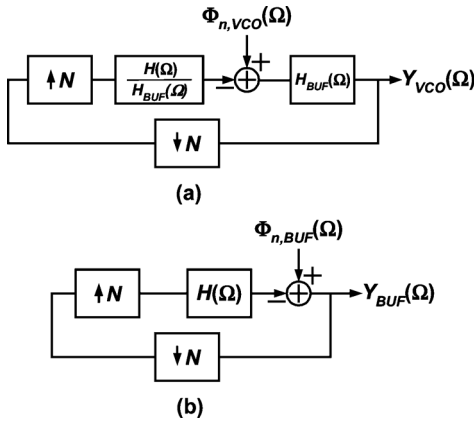 Φn,VCO(Ω)
↑N
H(Ω)
HBUF(Ω)
−
+
HBUF(Ω)
YVCO(Ω)
↓N
(a)
Φn,BUF(Ω)
↑N
H(Ω)
−
+
YBUF(Ω)
↓N
(b)